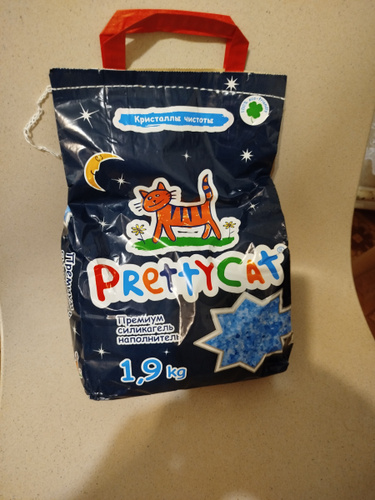 Кристаллы чистоты
PrettyCat
Премиум
силикагель
наполнитель
1,9 kg